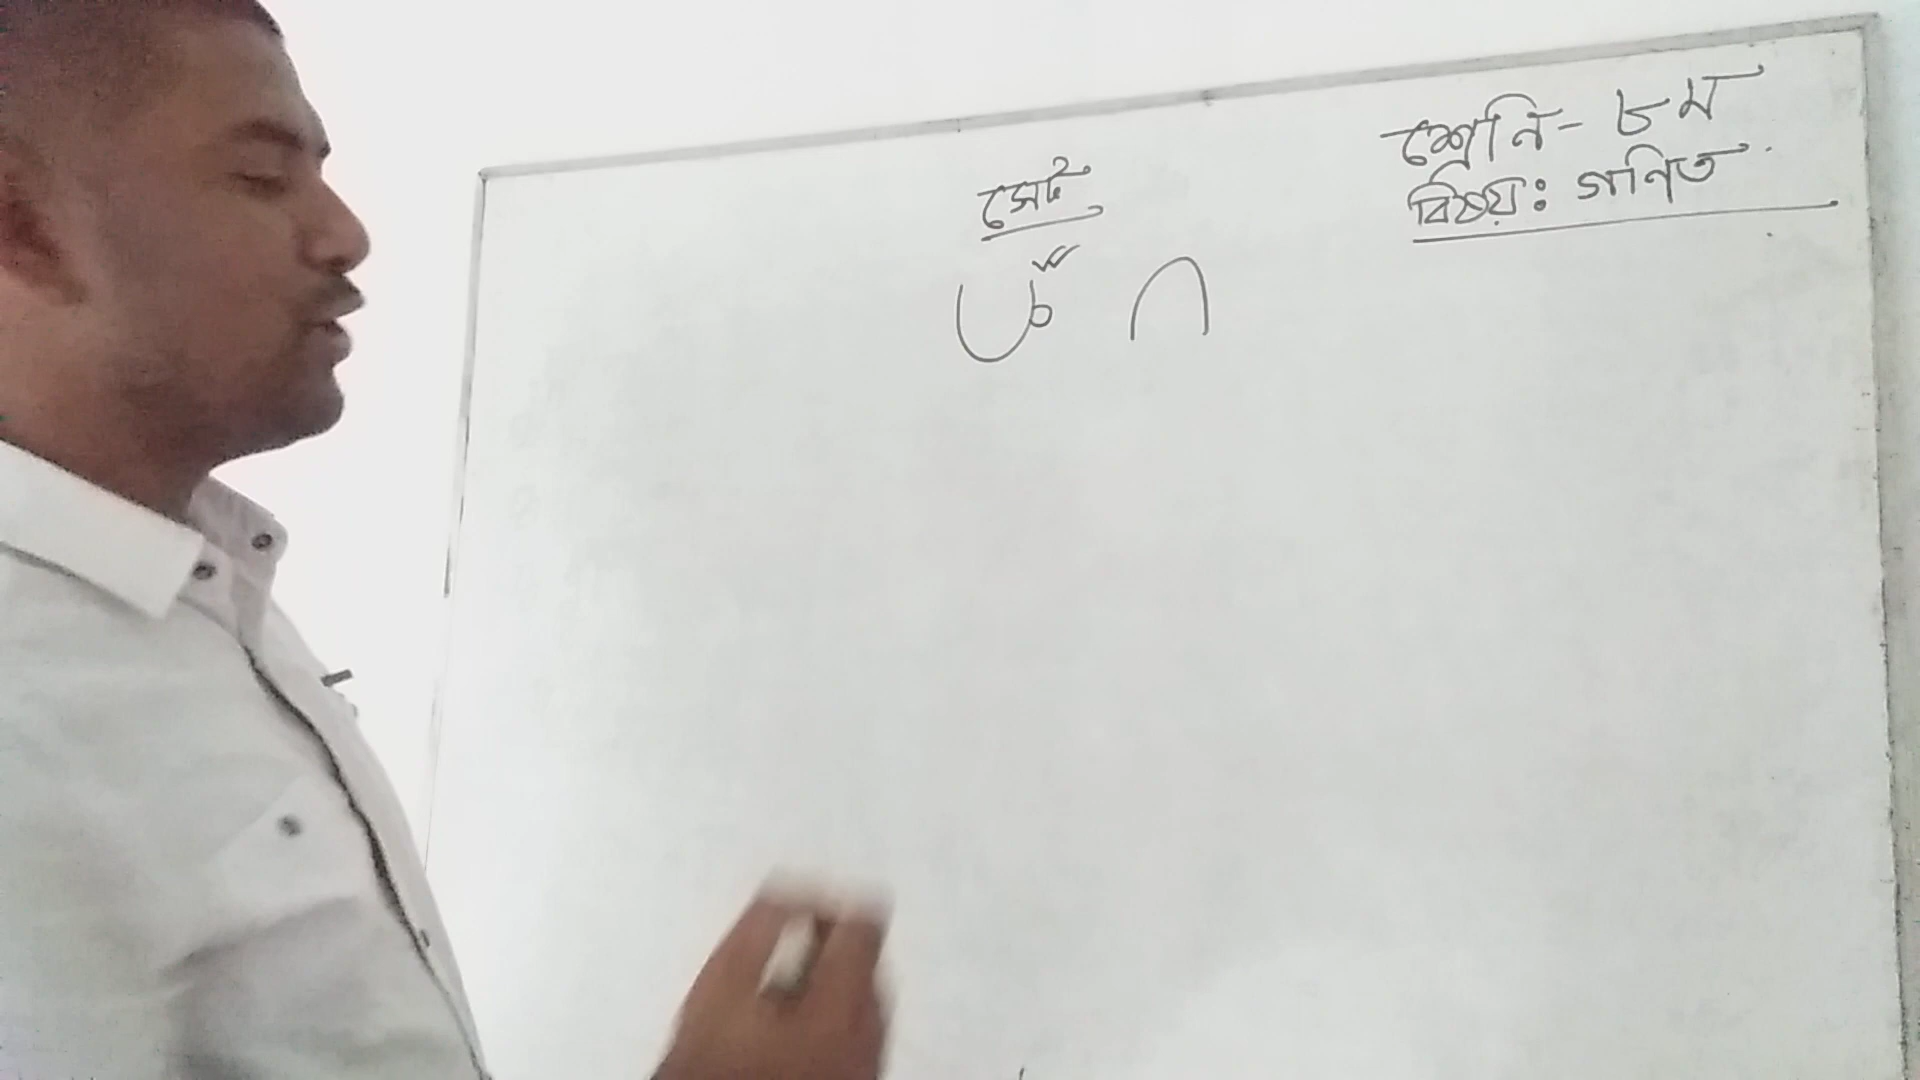 শ্রেনি- ৮ম
বিষয়ঃ গনিত
সেট
∪ ∩